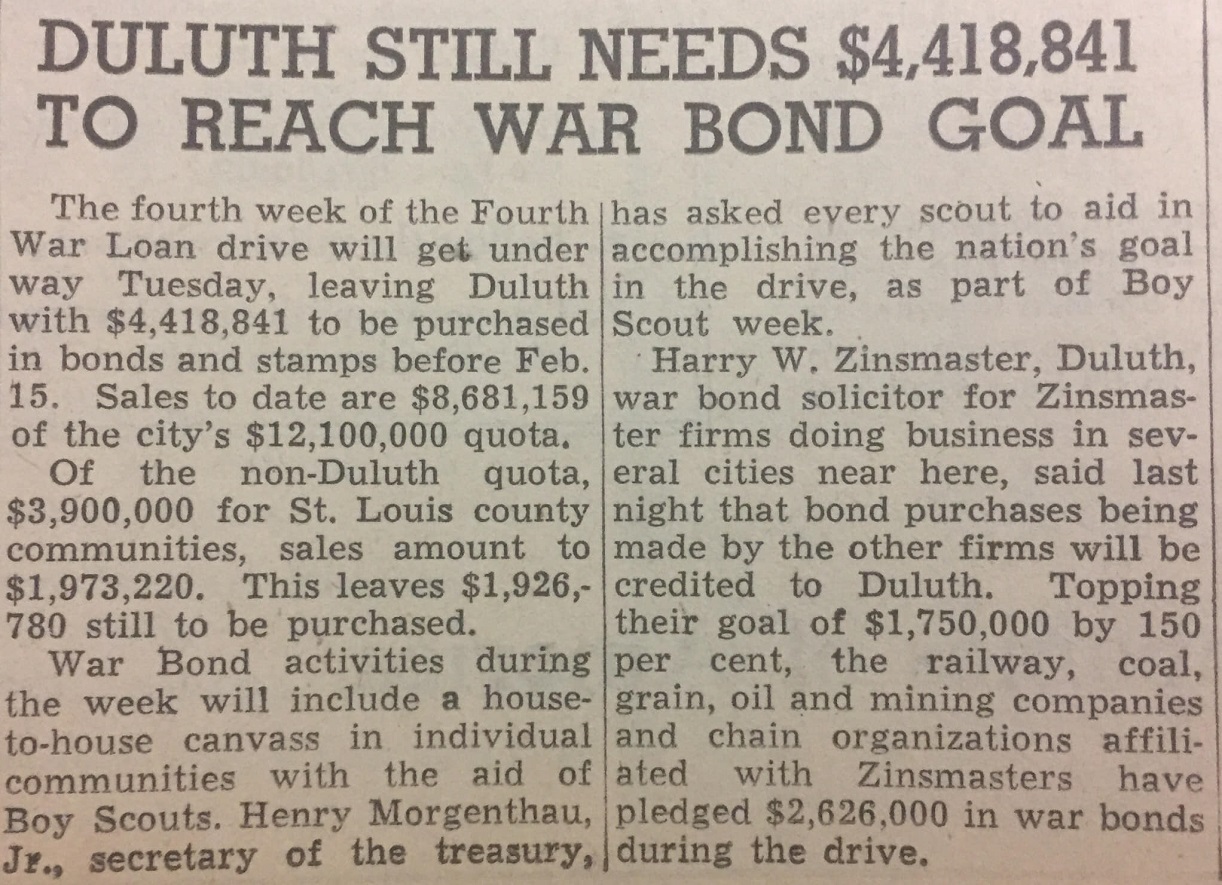 DULUTH STILL NEEDS $4,418,841
TO REACH WAR BOND GOAL
The fourth week of the Fourth
War Loan drive will get under
way Tuesday, leaving Duluth
with $4,418,841 to be purchased
in bonds and stamps before Feb.
15. Sales to date are $8,681,159
of the city's $12,100,000 quota.
Of the non-Duluth quota,
$3,900,000 for St. Louis county
communities, sales amount to
$1,973,220. This leaves $1,926,-
780 still to be purchased.
War Bond activities during
the week will include a house-
to-house canvass in individual
communities with the aid of
Boy Scouts. Henry Morgenthau,
Jr., secretary of the treasury,
has asked every scout to aid in
accomplishing the nation's goal
in the drive, as part of Boy
Scout week.
Harry W. Zinsmaster, Duluth,
war bond solicitor for Zinsmas-
ter firms doing business in sev-
eral cities near here, said last
night that bond purchases being
made by the other firms will be
credited to Duluth. Topping
their goal of $1,750,000 by 150
per cent, the railway, coal,
grain, oil and mining companies
and chain organizations affili-
ated with Zinsmasters have
pledged $2,626,000 in war bonds
during the drive.